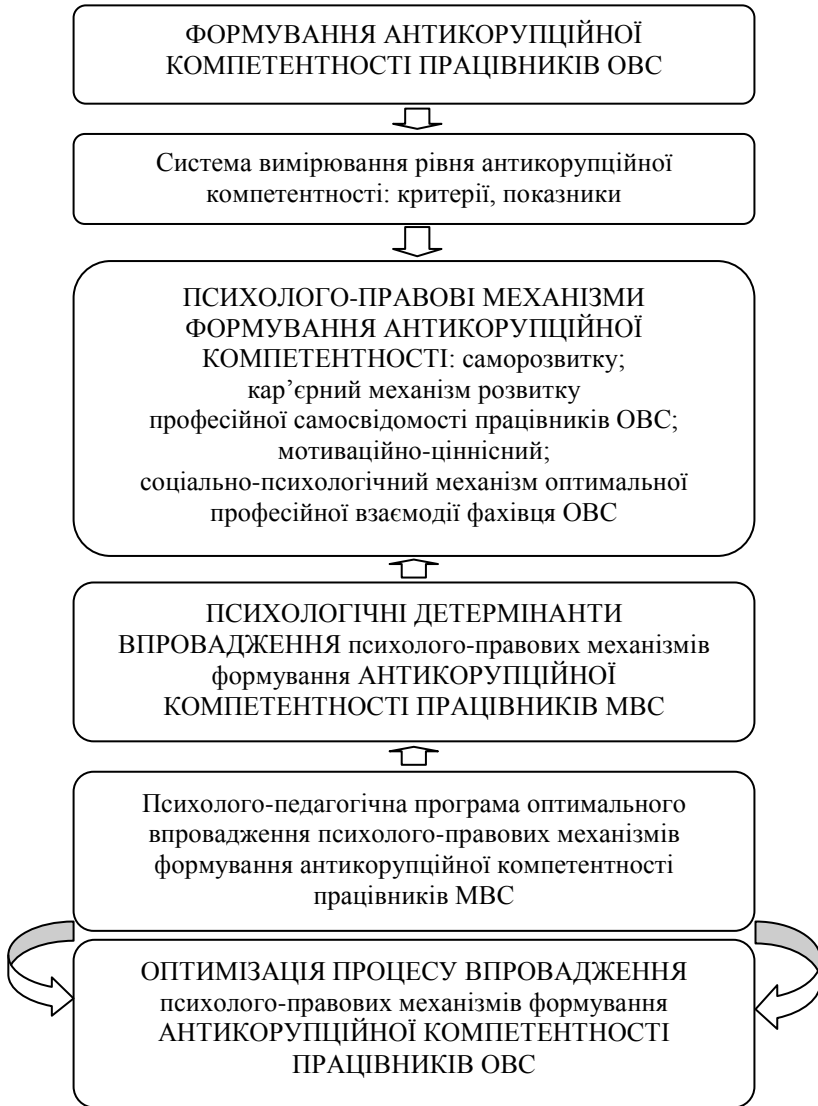 ФОРМУВАННЯ АНТИКОРУПЦІЙНОЇ
КОМПЕТЕНТНОСТІ ПРАЦІВНИКІВ ОВС
Система вимірювання рівня антикорупційної
компетентності: критерії, показники
ПСИХОЛОГО-ПРАВОВІ МЕХАНІЗМИ
ФОРМУВАННЯ АНТИКОРУПЦІЙНОЇ
КОМПЕТЕНТНОСТІ: саморозвитку;
кар’єрний механізм розвитку
професійної самосвідомості працівників ОВС;
мотиваційно-ціннісний;
соціально-психологічний механізм оптимальної
професійної взаємодії фахівця ОВС
ПСИХОЛОГІЧНІ ДЕТЕРМІНАНТИ
ВПРОВАДЖЕННЯ психолого-правових механізмів
формування АНТИКОРУПЦІЙНОЇ
КОМПЕТЕНТНОСТІ ПРАЦІВНИКІВ МВС
Психолого-педагогічна програма оптимального
впровадження психолого-правових механізмів
формування антикорупційної компетентності
працівників МВС
ОПТИМІЗАЦІЯ ПРОЦЕСУ ВПРОВАДЖЕННЯ
психолого-правових механізмів формування
АНТИКОРУПЦІЙНОЇ КОМПЕТЕНТНОСТІ
ПРАЦІВНИКІВ ОВС